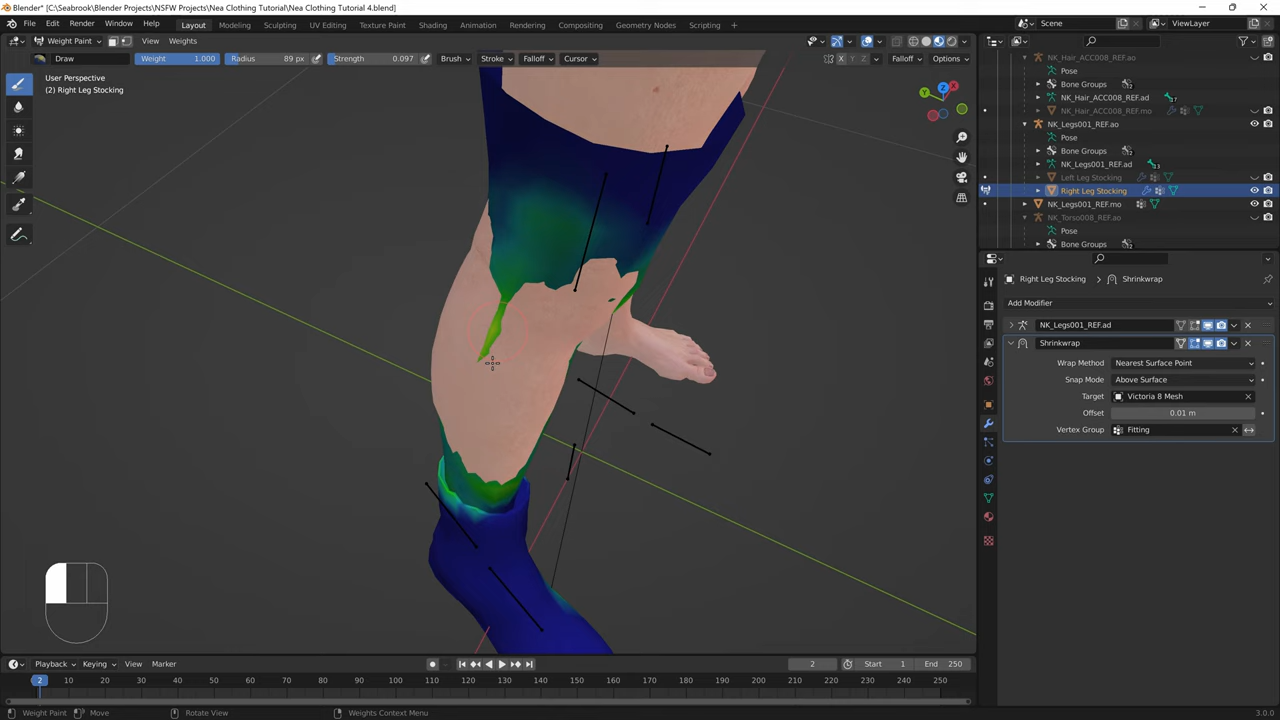 Blender* [C:\Seabrook\Blender Projects\NSFW Projects\Nea Clothing Tutorial\Nea Clothing Tutorial 4.blend]
File Edit Render Window Help Layout Modeling Sculpting UV Editing Texture Paint Shading Animation Rendering Compositing Geometry Nodes Scripting Scene ViewLayer
Weight Paint View Weights
Draw Weight 1.000 Radius 89 px Strength 0.097 Brush Stroke Falloff Cursor X Y Z Falloff Options
User Perspective
(2) Right Leg Stocking
Z
Y
X
NK_Hair_ACC008_REF.ao
Pose
Bone Groups
NK_Hair_ACC008_REF.ad
NK_Hair_ACC008_REF.mo
NK_Legs001_REF.ao
Pose
Bone Groups
NK_Legs001_REF.ad
Left Leg Stocking
Right Leg Stocking
NK_Legs001_REF.mo
NK_Torso008_REF.ao
Pose
Bone Groups
Right Leg Stocking Shrinkwrap
Add Modifier
NK_Legs001_REF.ad
Shrinkwrap
Wrap Method Nearest Surface Point
Snap Mode Above Surface
Target Victoria 8 Mesh
Offset 0.01 m
Vertex Group Fitting
Playback Keying View Marker 2 Start 1 End 250
2 10 20 30 40 50 60 70 80 90 100 110 120 130 140 150 160 170 180 190 200 210 220 230 240 250
Weight Paint Move Rotate View Weights Context Menu 3.0.0